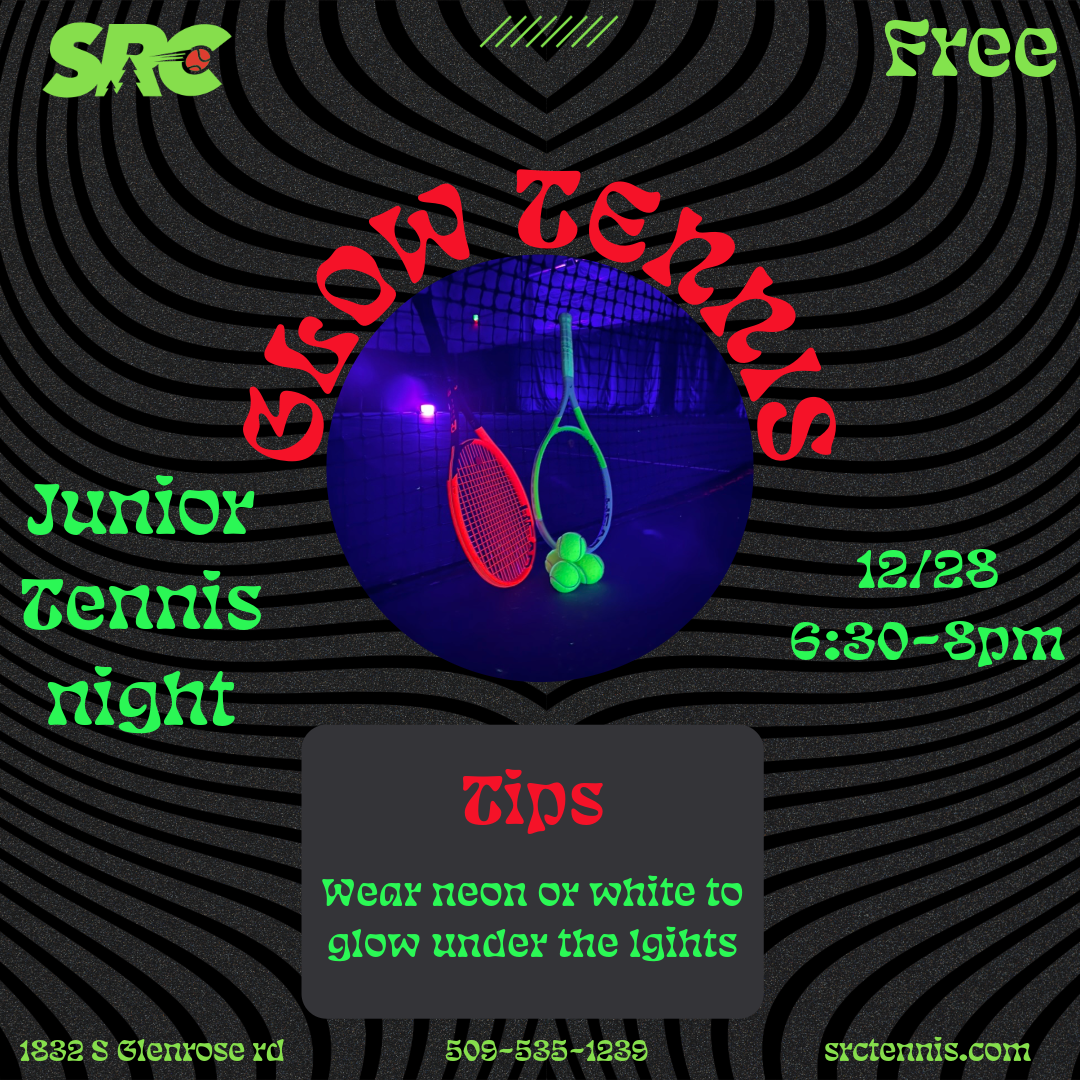 SRC
Free
GLOW TENNIS
Junior
Tennis
night
12/28
6:30-8pm
Tips
Wear neon or white to
glow under the lgihts
1832 S Glenrose rd
509-535-1239
srctennis.com